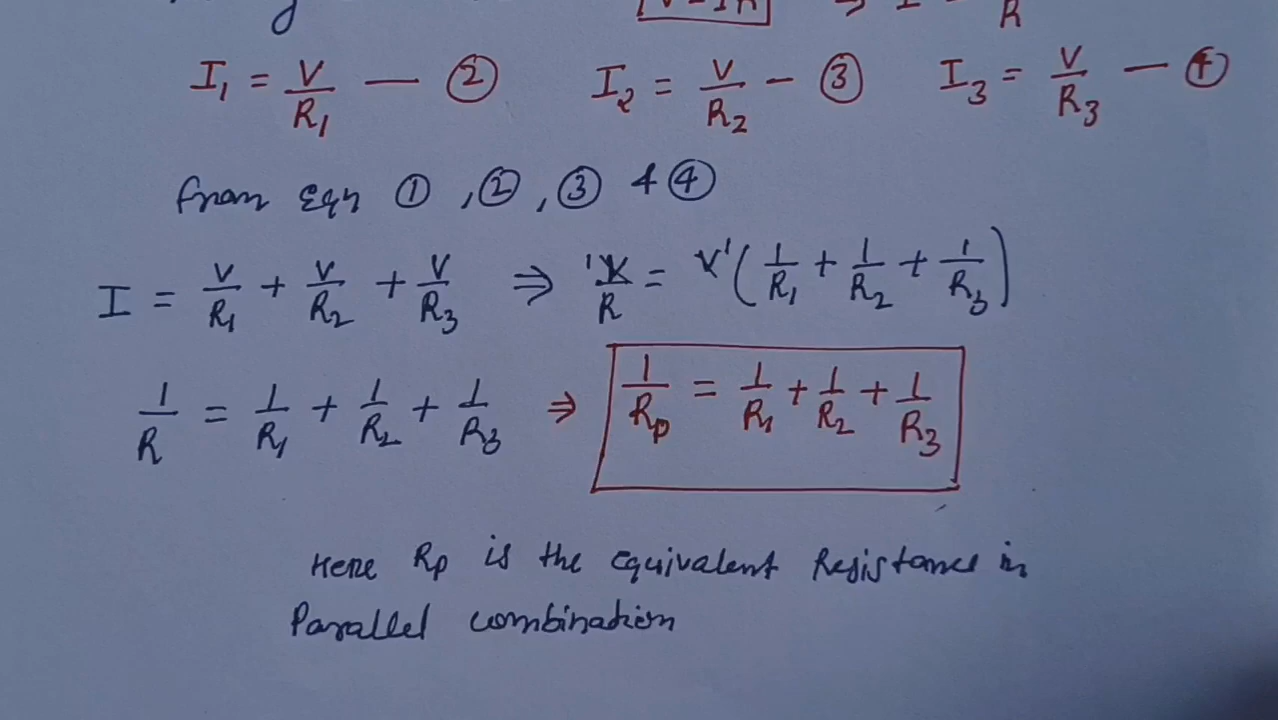 V = IR ⇒ I = V/R
I₁ = V/R₁ — ② I₂ = V/R₂ — ③ I₃ = V/R₃ — ④
from Eqn ①, ②, ③ & ④
I = V/R₁ + V/R₂ + V/R₃ ⇒ V/R = V(1/R₁ + 1/R₂ + 1/R₃)
1/R = 1/R₁ + 1/R₂ + 1/R₃ ⇒ 1/Rp = 1/R₁ + 1/R₂ + 1/R₃
Here Rp is the equivalent Resistance in
Parallel combination